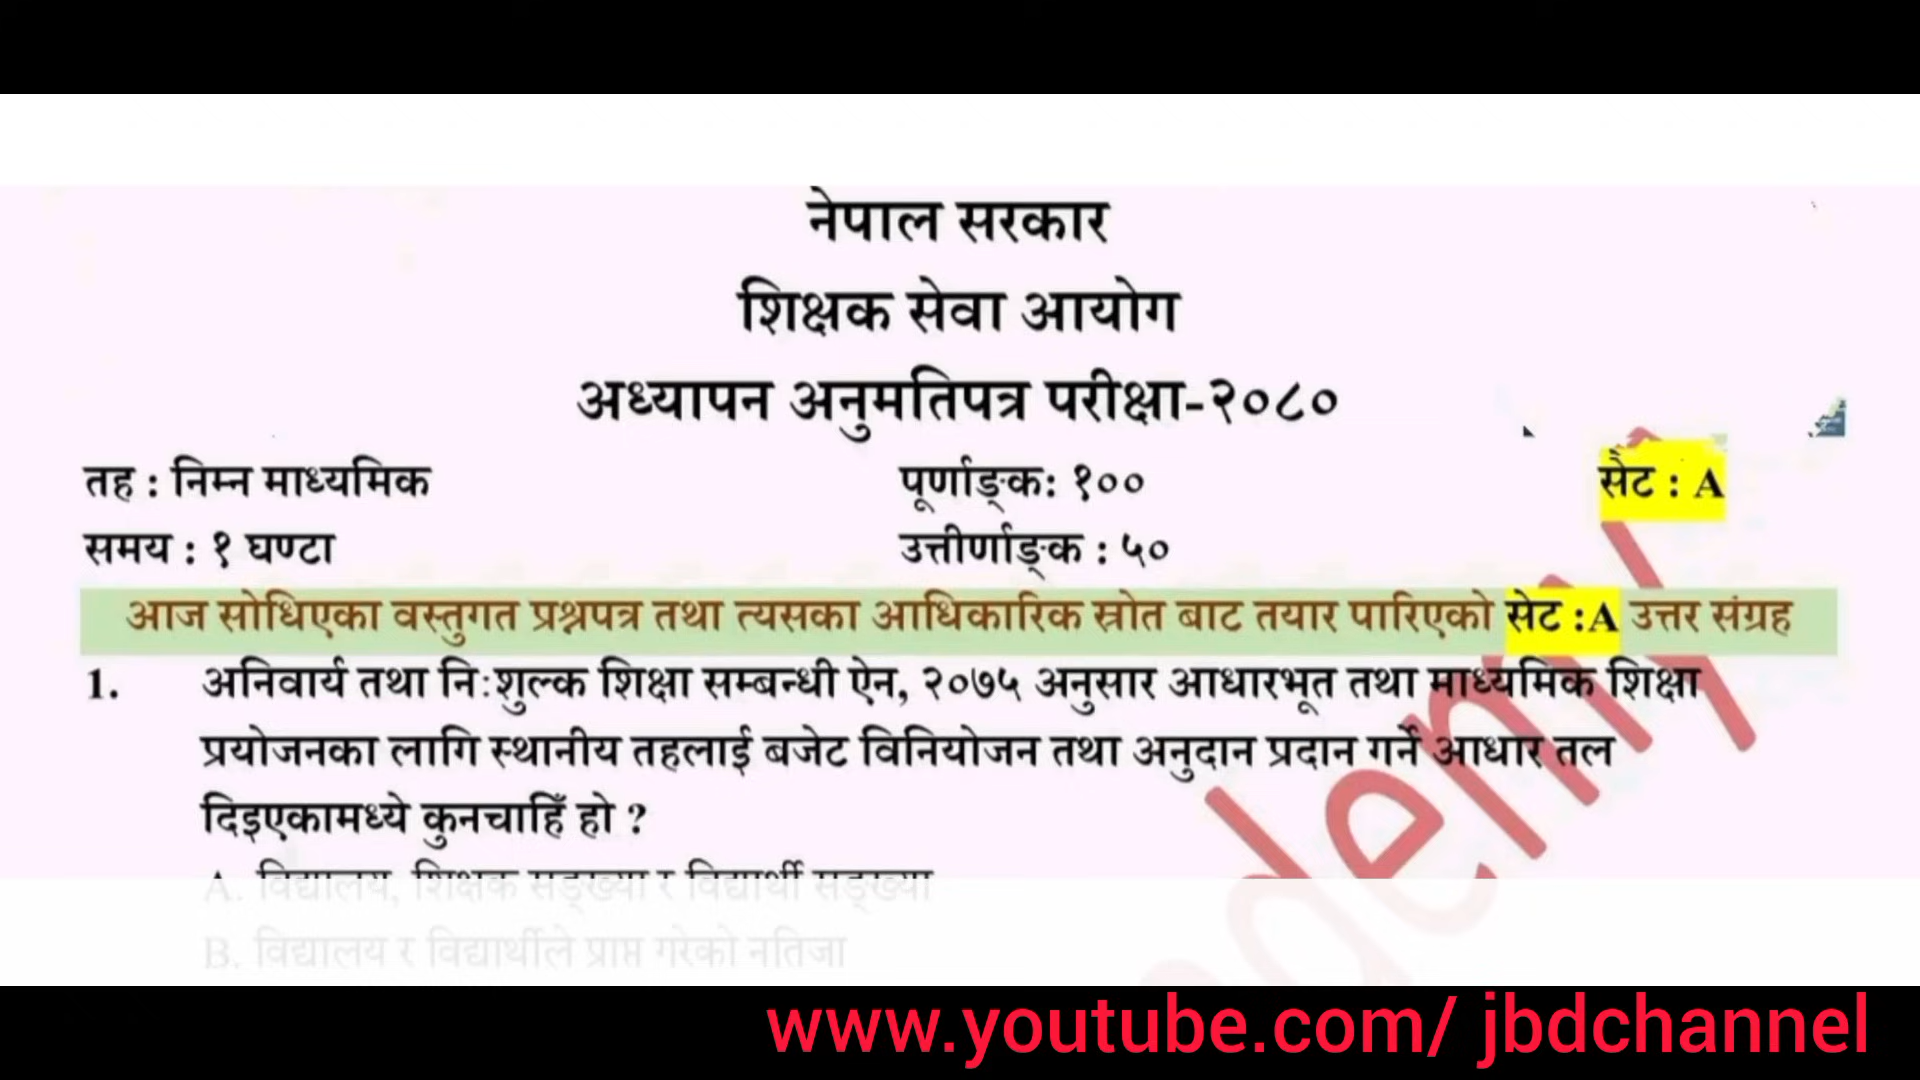 नेपाल सरकार
शिक्षक सेवा आयोग
अध्यापन अनुमतिपत्र परीक्षा-२०८०
तह : निम्न माध्यमिक
पूर्णाङ्क: १००
सेट : A
समय : १ घण्टा
उत्तीर्णाङ्क : ५०
आज सोधिएका वस्तुगत प्रश्नपत्र तथा त्यसका आधिकारिक स्रोत बाट तयार पारिएको सेट :A उत्तर संग्रह
1. अनिवार्य तथा नि:शुल्क शिक्षा सम्बन्धी ऐन, २०७५ अनुसार आधारभूत तथा माध्यमिक शिक्षा
प्रयोजनका लागि स्थानीय तहलाई बजेट विनियोजन तथा अनुदान प्रदान गर्ने आधार तल
दिइएकामध्ये कुनचाहिँ हो ?
A. विद्यालय, शिक्षक सङ्ख्या र विद्यार्थी सङ्ख्या
B. विद्यालय र विद्यार्थीले प्राप्त गरेको नतिजा
www.youtube.com/ jbdchannel